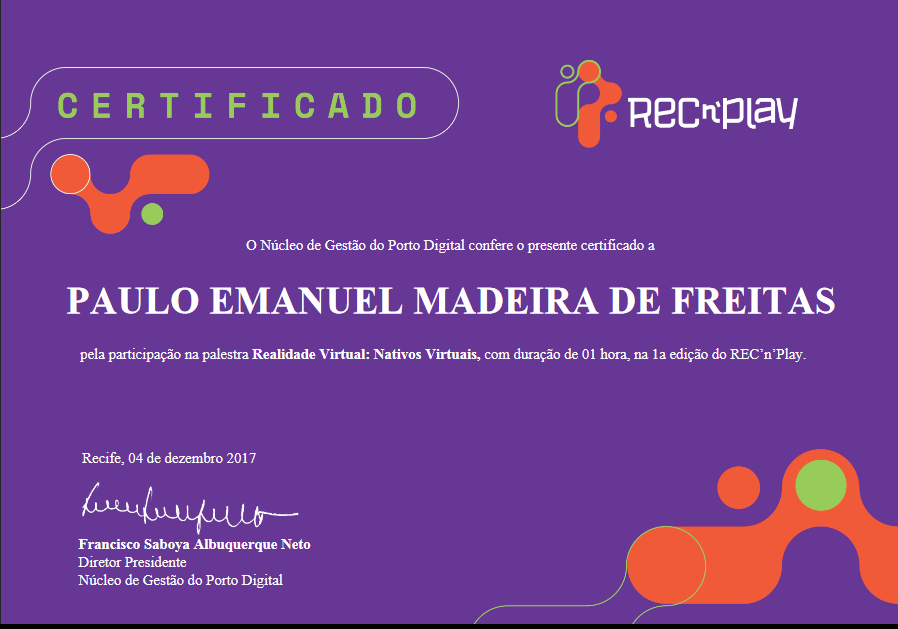 CERTIFICADO
REC'n'Play
O Núcleo de Gestão do Porto Digital confere o presente certificado a
PAULO EMANUEL MADEIRA DE FREITAS
pela participação na palestra Realidade Virtual: Nativos Virtuais, com duração de 01 hora, na 1a edição do REC’n’Play.
Recife, 04 de dezembro 2017
Francisco Saboya Albuquerque Neto
Diretor Presidente
Núcleo de Gestão do Porto Digital